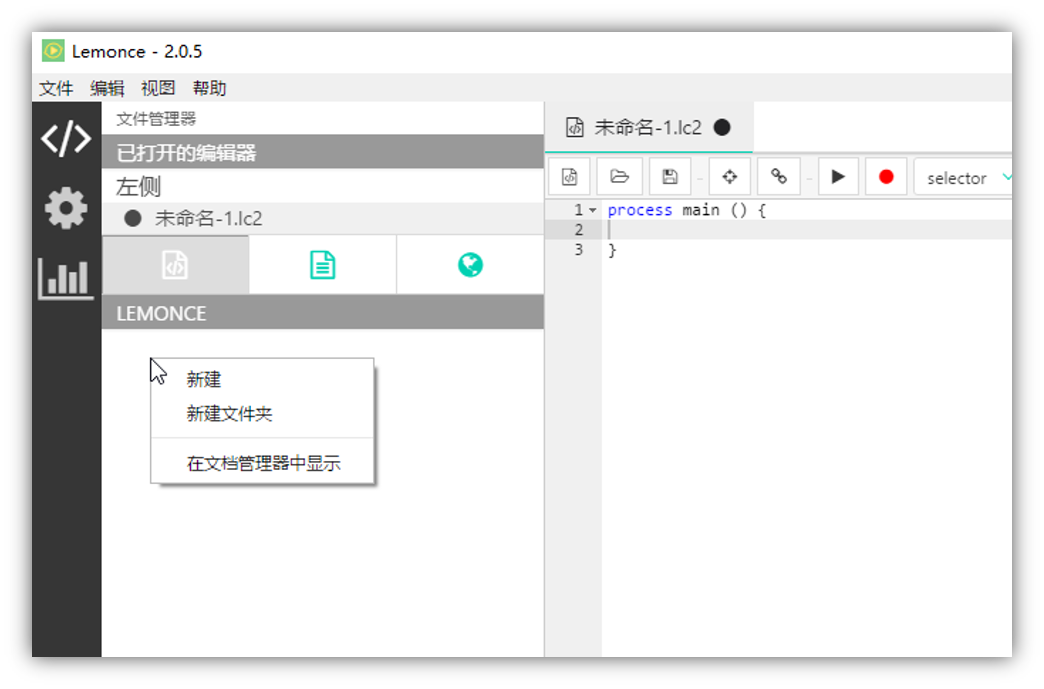 Lemonce - 2.0.5
文件 编辑 视图 帮助
文件管理器
已打开的编辑器
左侧
未命名-1.lc2
LEMONCE
新建
新建文件夹
在文档管理器中显示
未命名-1.lc2
selector
1 process main () {
2
3 }